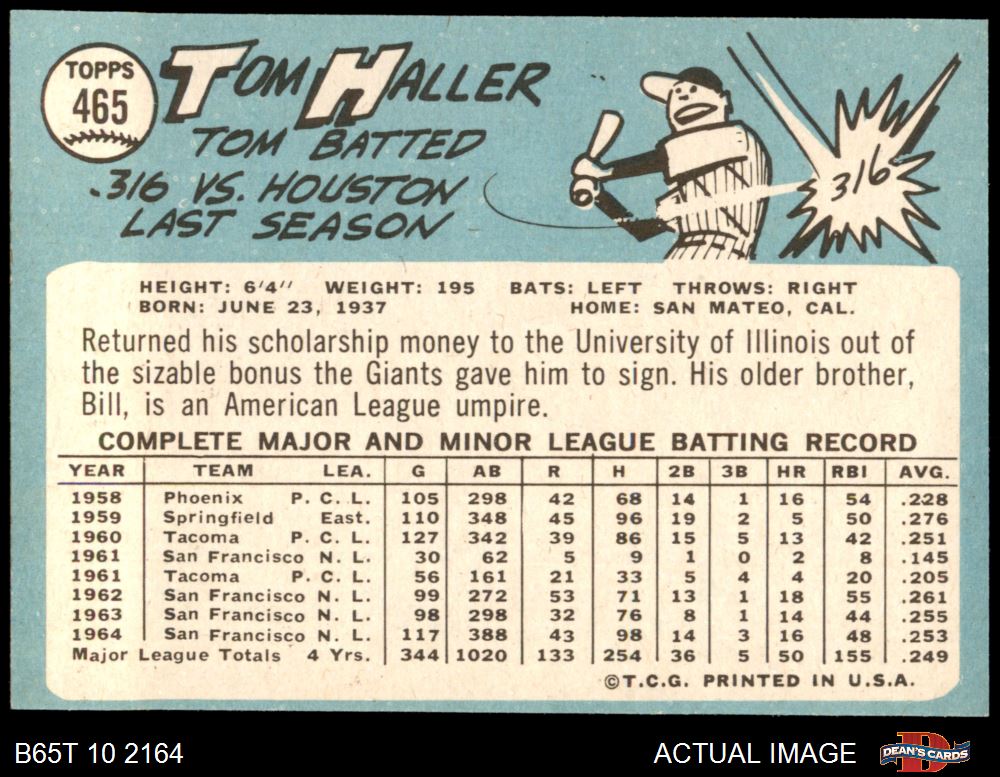 TOPPS
465
TOM HALLER
TOM BATTED
.316 VS. HOUSTON
LAST SEASON
316
HEIGHT: 6'4" WEIGHT: 195 BATS: LEFT THROWS: RIGHT
BORN: JUNE 23, 1937 HOME: SAN MATEO, CAL.
Returned his scholarship money to the University of Illinois out of
the sizable bonus the Giants gave him to sign. His older brother,
Bill, is an American League umpire.
COMPLETE MAJOR AND MINOR LEAGUE BATTING RECORD
YEAR TEAM LEA. G AB R H 2B 3B HR RBI AVG.
1958 Phoenix P. C. L. 105 298 42 68 14 1 16 54 .228
1959 Springfield East. 110 348 45 96 19 2 5 50 .276
1960 Tacoma P. C. L. 127 342 39 86 15 5 13 42 .251
1961 San Francisco N. L. 30 62 5 9 1 0 2 8 .145
1961 Tacoma P. C. L. 56 161 21 33 5 4 4 20 .205
1962 San Francisco N. L. 99 272 53 71 13 1 18 55 .261
1963 San Francisco N. L. 98 298 32 76 8 1 14 44 .255
1964 San Francisco N. L. 117 388 43 98 14 3 16 48 .253
Major League Totals 4 Yrs. 344 1020 133 254 36 5 50 155 .249
©T.C.G. PRINTED IN U.S.A.
B65T 10 2164 ACTUAL IMAGE DEAN'S CARDS